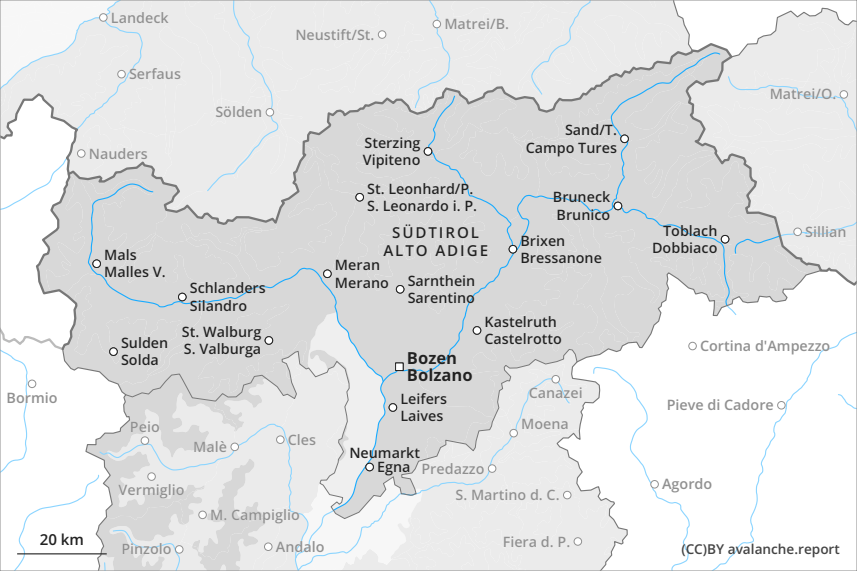 Landeck
Matrei/B.
Neustift/St.
Serfaus
Matrei/O.
Sölden
Sand/T.
Campo Tures
Sterzing
Vipiteno
Nauders
St. Leonhard/P.
S. Leonardo i. P.
Bruneck
Brunico
SÜDTIROL
ALTO ADIGE
Toblach
Dobbiaco
Sillian
Brixen
Bressanone
Mals
Malles V.
Meran
Merano
Sarnthein
Sarentino
Schlanders
Silandro
Kastelruth
Castelrotto
St. Walburg
S. Valburga
Sulden
Solda
Cortina d'Ampezzo
Bozen
Bolzano
Bormio
Canazei
Leifers
Laives
Pieve di Cadore
Peio
Moena
Malè
Cles
Neumarkt
Egna
Predazzo
Vermiglio
Agordo
S. Martino d. C.
M. Campiglio
20 km
Pinzolo
Andalo
Fiera d. P.
(CC)BY avalanche.report